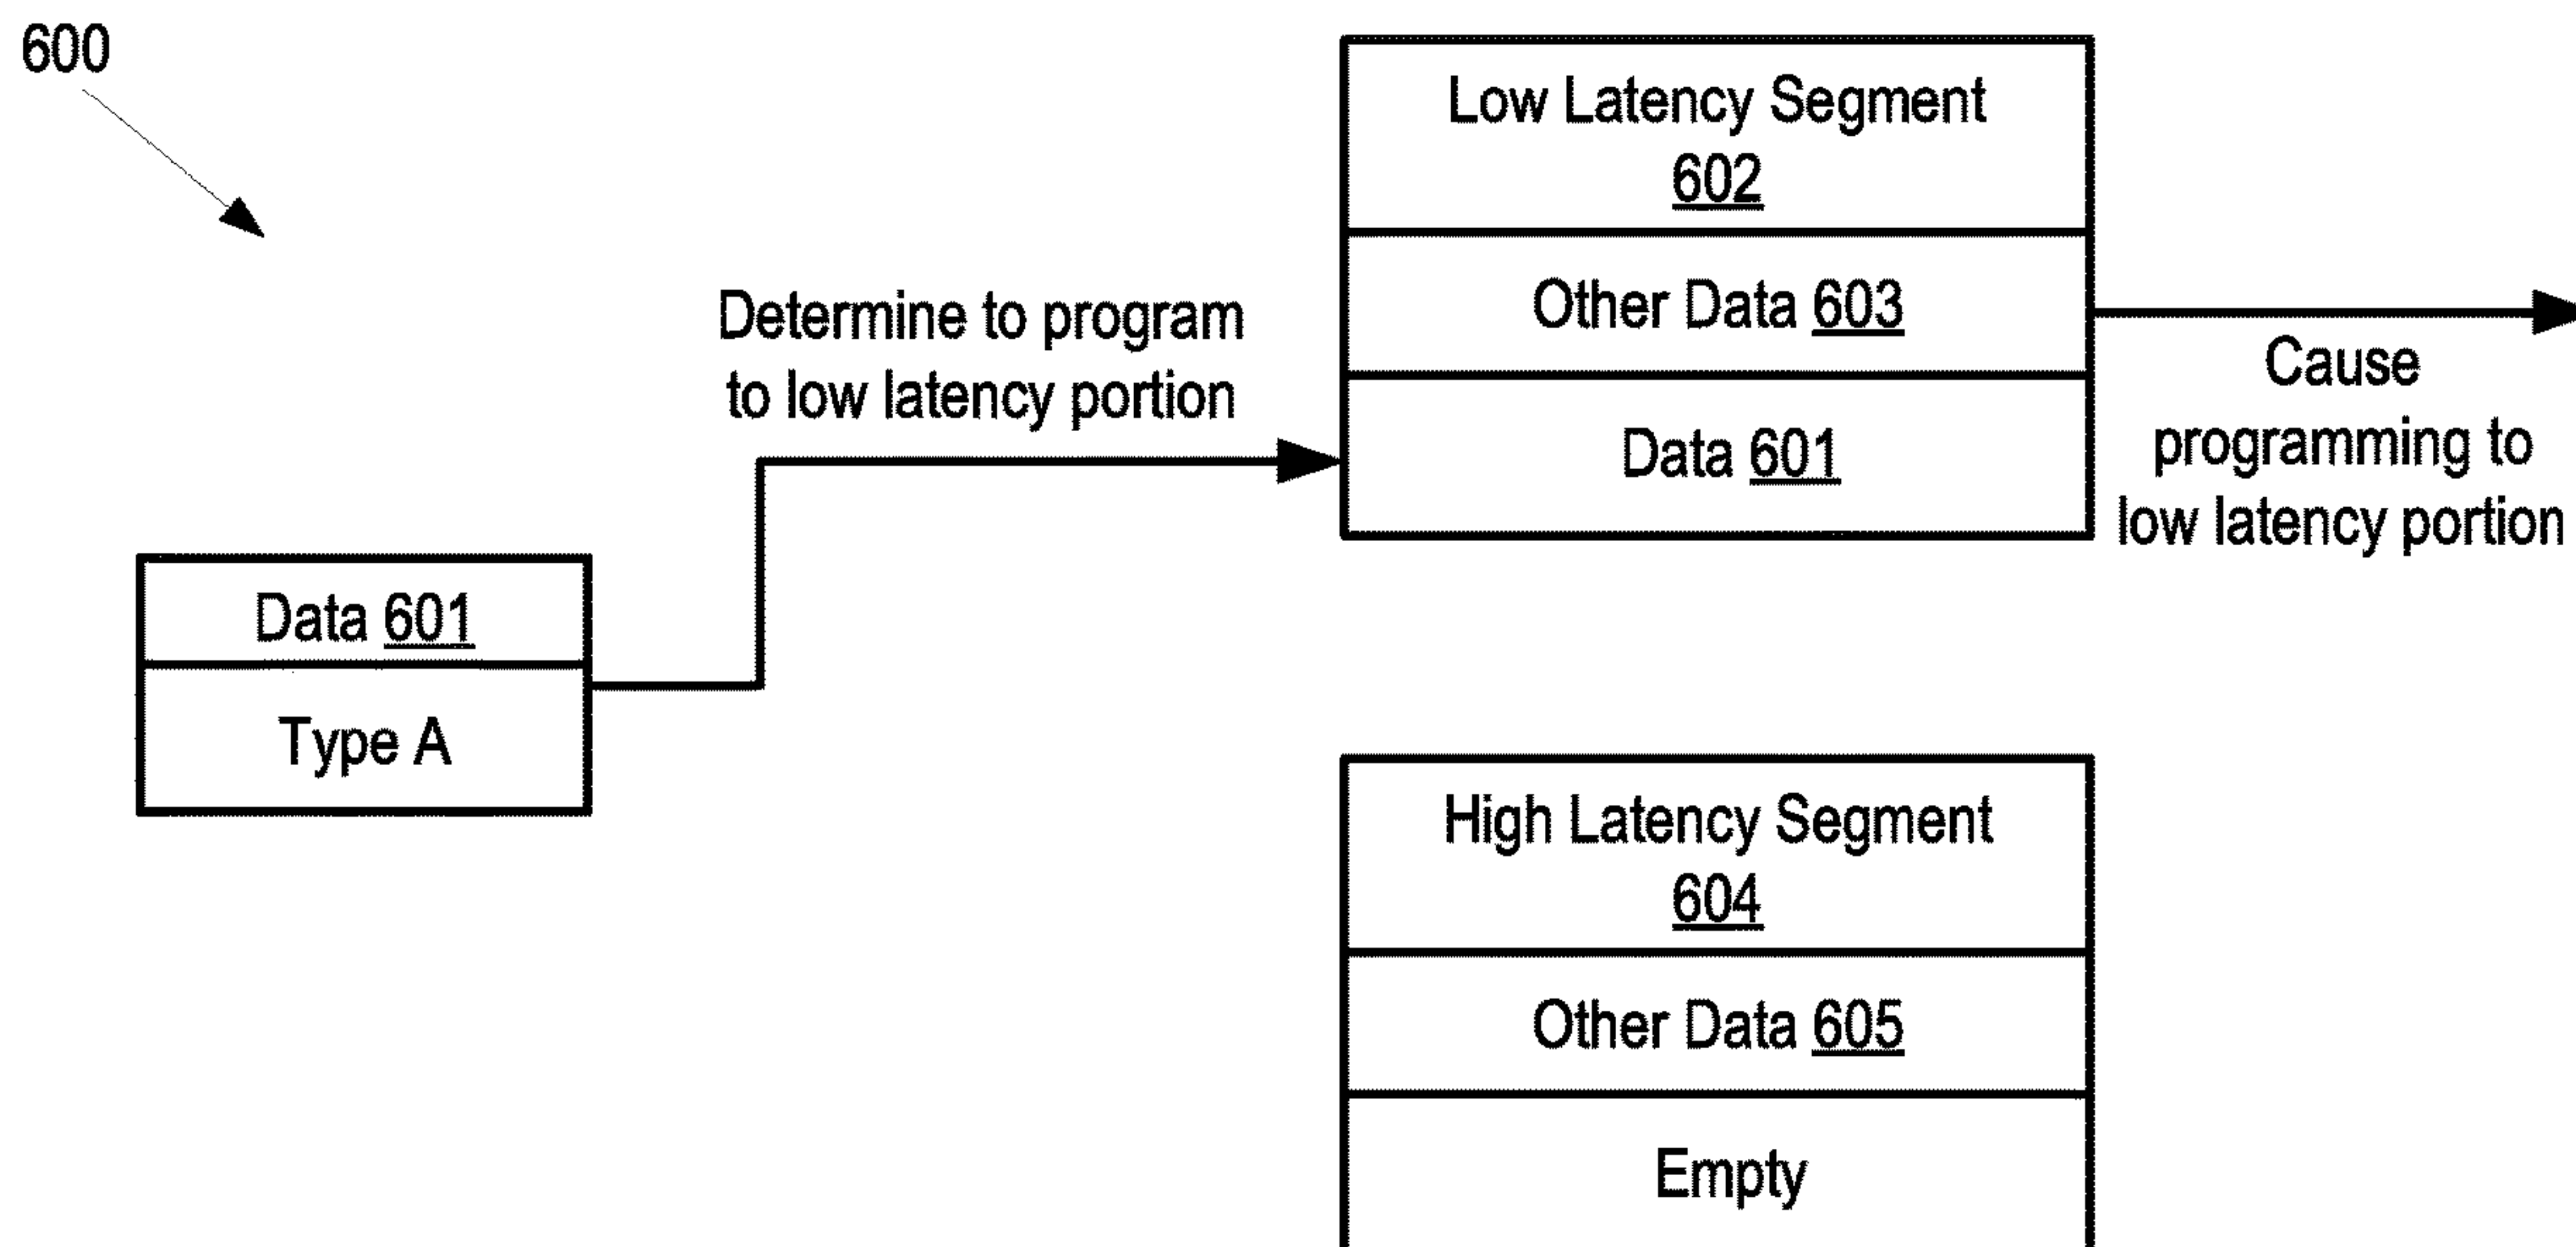 600
Low Latency Segment
602
Other Data 603
Data 601
Determine to program
to low latency portion
Cause
programming to
low latency portion
Data 601
Type A
High Latency Segment
604
Other Data 605
Empty